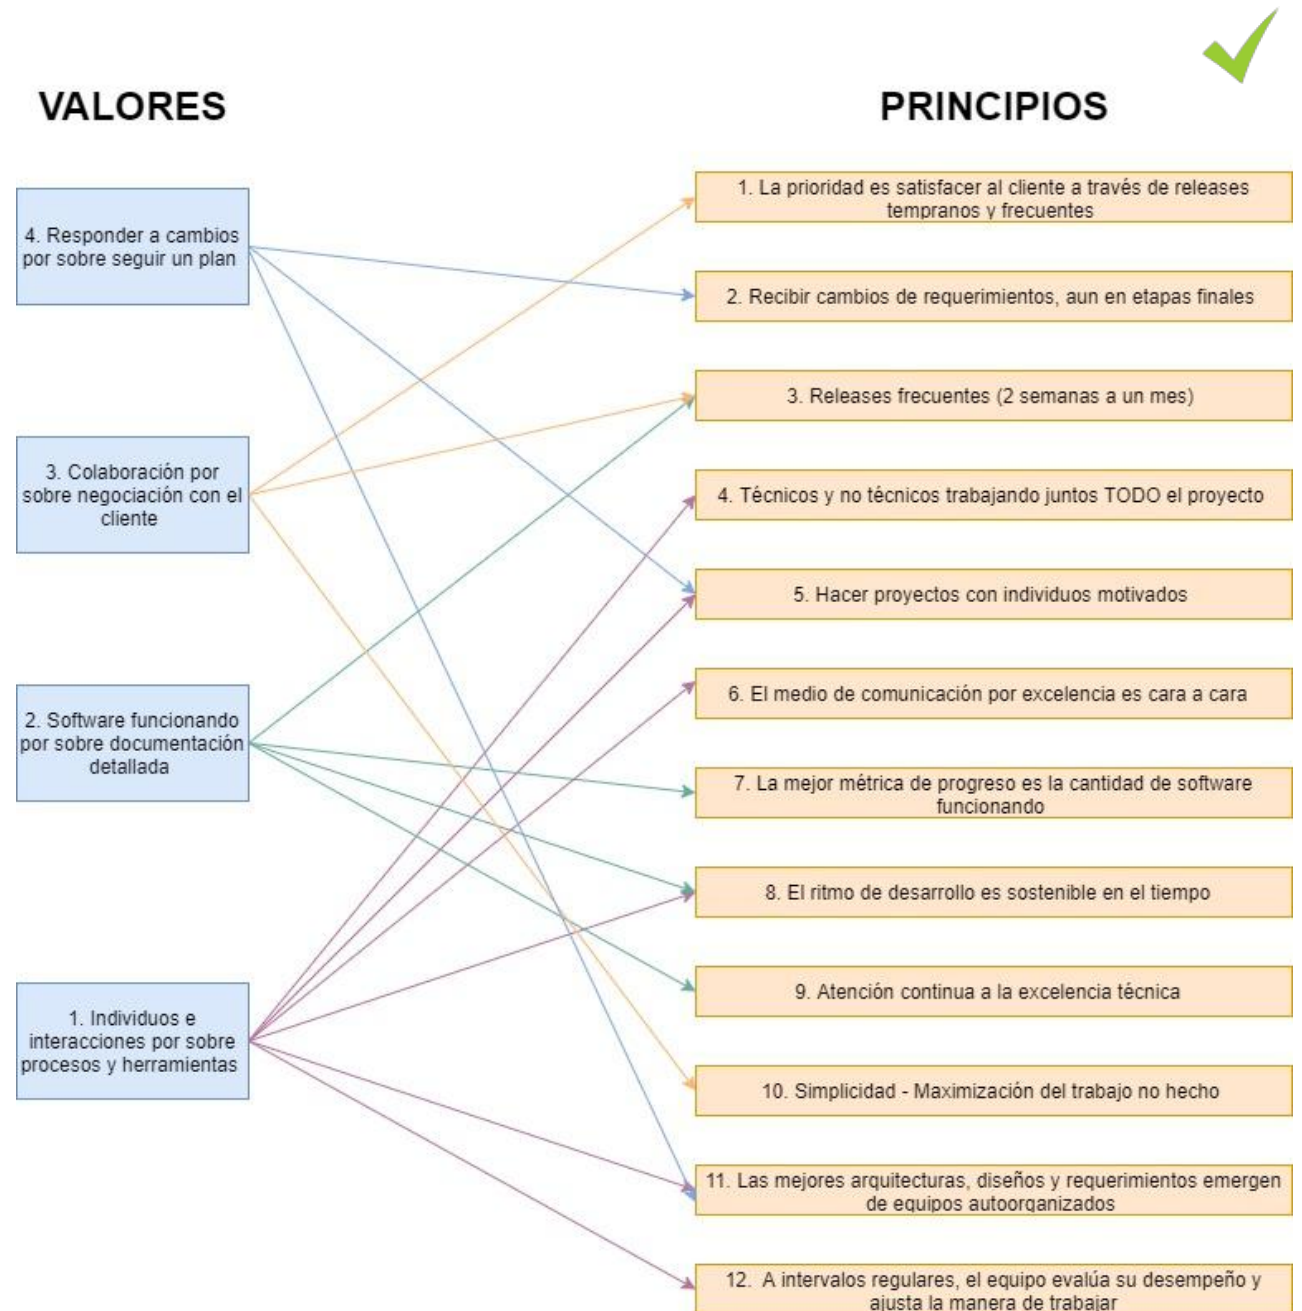 VALORES
PRINCIPIOS
4. Responder a cambios
por sobre seguir un plan
3. Colaboración por
sobre negociación con el
cliente
2. Software funcionando
por sobre documentación
detallada
1. Individuos e
interacciones por sobre
procesos y herramientas
1. La prioridad es satisfacer al cliente a través de releases
tempranos y frecuentes
2. Recibir cambios de requerimientos, aun en etapas finales
3. Releases frecuentes (2 semanas a un mes)
4. Técnicos y no técnicos trabajando juntos TODO el proyecto
5. Hacer proyectos con individuos motivados
6. El medio de comunicación por excelencia es cara a cara
7. La mejor métrica de progreso es la cantidad de software
funcionando
8. El ritmo de desarrollo es sostenible en el tiempo
9. Atención continua a la excelencia técnica
10. Simplicidad - Maximización del trabajo no hecho
11. Las mejores arquitecturas, diseños y requerimientos emergen
de equipos autoorganizados
12. A intervalos regulares, el equipo evalúa su desempeño y
ajusta la manera de trabajar